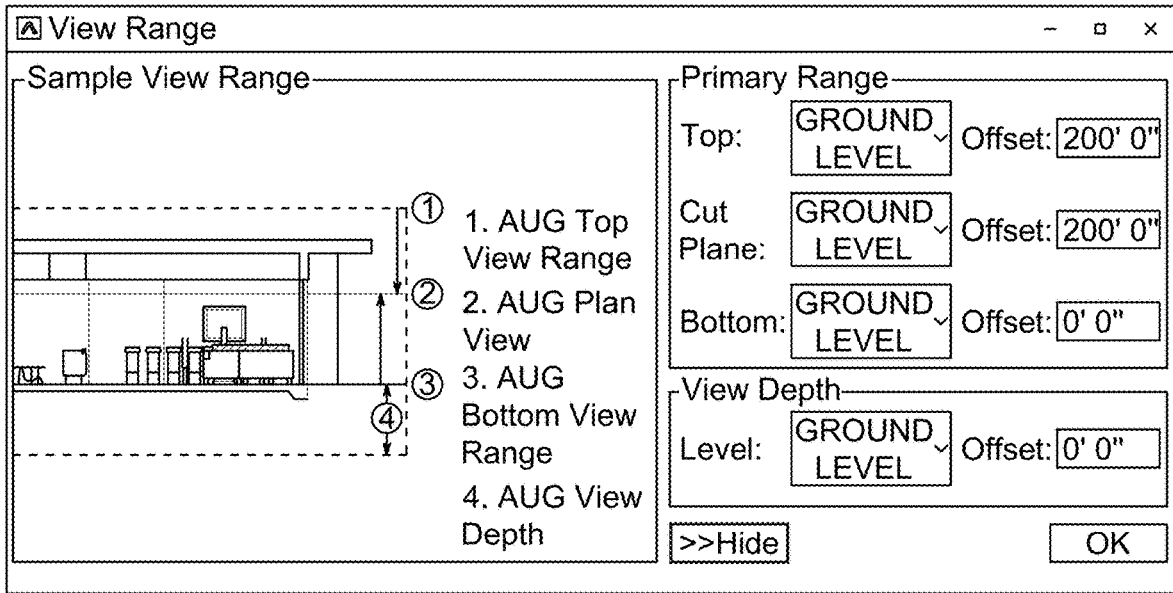 View Range
Sample View Range
①
1. AUG Top
View Range
②
2. AUG Plan
View
③
3. AUG
Bottom View
Range
④
4. AUG View
Depth
Primary Range
Top:
GROUND
LEVEL
Offset:
200' 0"
Cut
Plane:
GROUND
LEVEL
Offset:
200' 0"
Bottom:
GROUND
LEVEL
Offset:
0' 0"
View Depth
Level:
GROUND
LEVEL
Offset:
0' 0"
>>Hide
OK